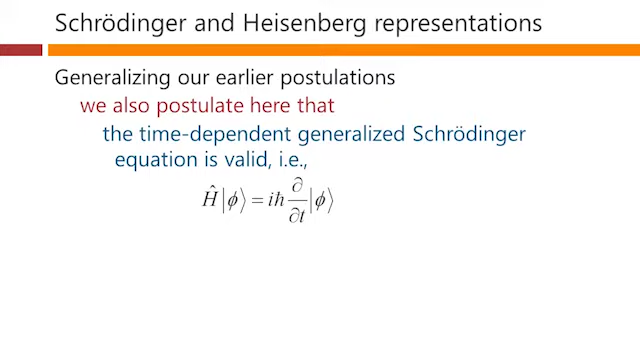 Schrödinger and Heisenberg representations
Generalizing our earlier postulations
we also postulate here that
the time-dependent generalized Schrödinger
equation is valid, i.e.,
Ĥ|ϕ⟩ = iħ ∂/∂t |ϕ⟩